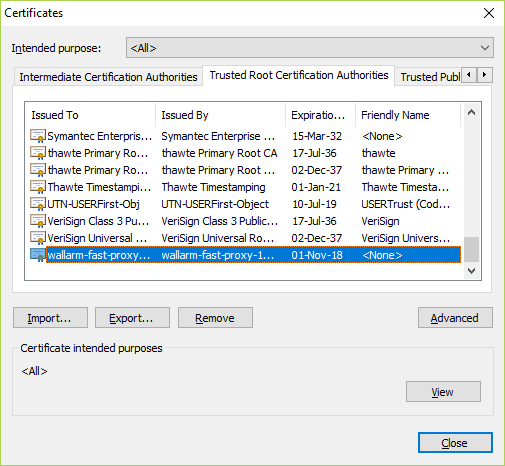 Certificates
Intended purpose: <All>
Intermediate Certification Authorities Trusted Root Certification Authorities Trusted Publ
Issued To Issued By Expiratio... Friendly Name
Symantec Enterpris... Symantec Enterprise ... 15-Mar-32 <None>
thawte Primary Ro... thawte Primary Root CA 17-Jul-36 thawte
thawte Primary Ro... thawte Primary Root ... 02-Dec-37 thawte Primary ...
Thawte Timestampi... Thawte Timestamping 01-Jan-21 Thawte Timesta...
UTN-USERFirst-Obj UTN-USERFirst-Object 10-Jul-19 USERTrust (Cod...
VeriSign Class 3 Pu... VeriSign Class 3 Public... 17-Jul-36 VeriSign
VeriSign Universal ... VeriSign Universal Ro... 02-Dec-37 VeriSign Univers...
wallarm-fast-proxy... wallarm-fast-proxy-1... 01-Nov-18 <None>
Import... Export... Remove Advanced
Certificate intended purposes
<All>
View
Close